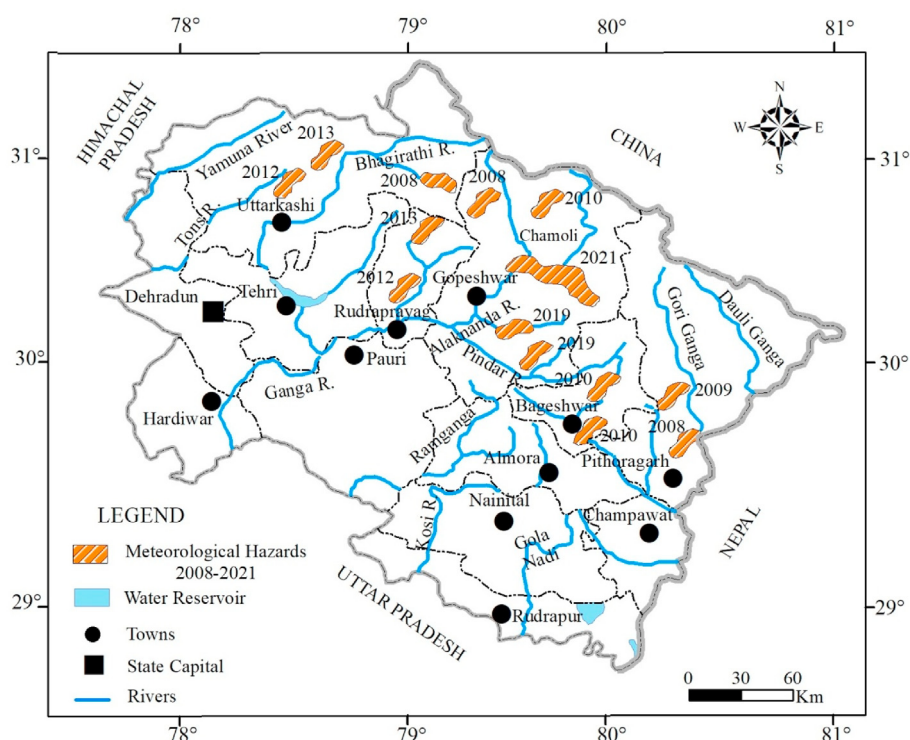 78°
79°
80°
81°
HIMACHAL
PRADESH
N
W
E
S
CHINA
31°
31°
Yamuna River
2013
Bhagirathi R.
2012
2008
2008
2010
Tons R.
Uttarkashi
2013
Chamoli
2021
2012
Gopeshwar
Dehradun
Tehri
Rudraprayag
Alaknanda R.
2019
Gori Ganga
Dauli Ganga
30°
30°
Pauri
Pindar R.
2019
Ganga R.
2010
2009
Hardiwar
Bageshwar
2008
Ramganga
2010
Almora
Pithoragarh
Nainital
Champawat
Kosi R.
Gola
Nadi
NEPAL
LEGEND
Meteorological Hazards
2008-2021
Water Reservoir
Towns
State Capital
Rivers
UTTAR PRADESH
29°
29°
Rudrapur
0
30
60
Km
78°
79°
80°
81°